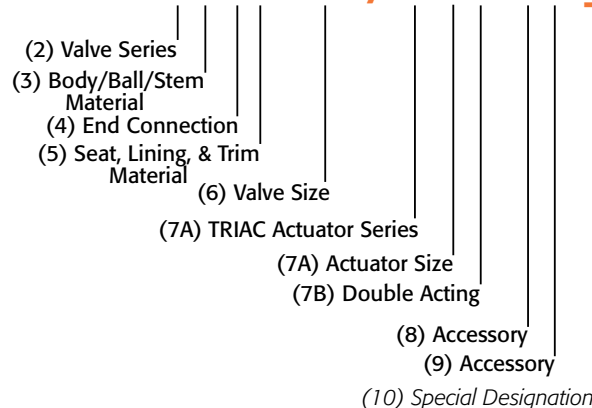 (2) Valve Series
(3) Body/Ball/Stem
Material
(4) End Connection
(5) Seat, Lining, & Trim
Material
(6) Valve Size
(7A) TRIAC Actuator Series
(7A) Actuator Size
(7B) Double Acting
(8) Accessory
(9) Accessory
(10) Special Designation